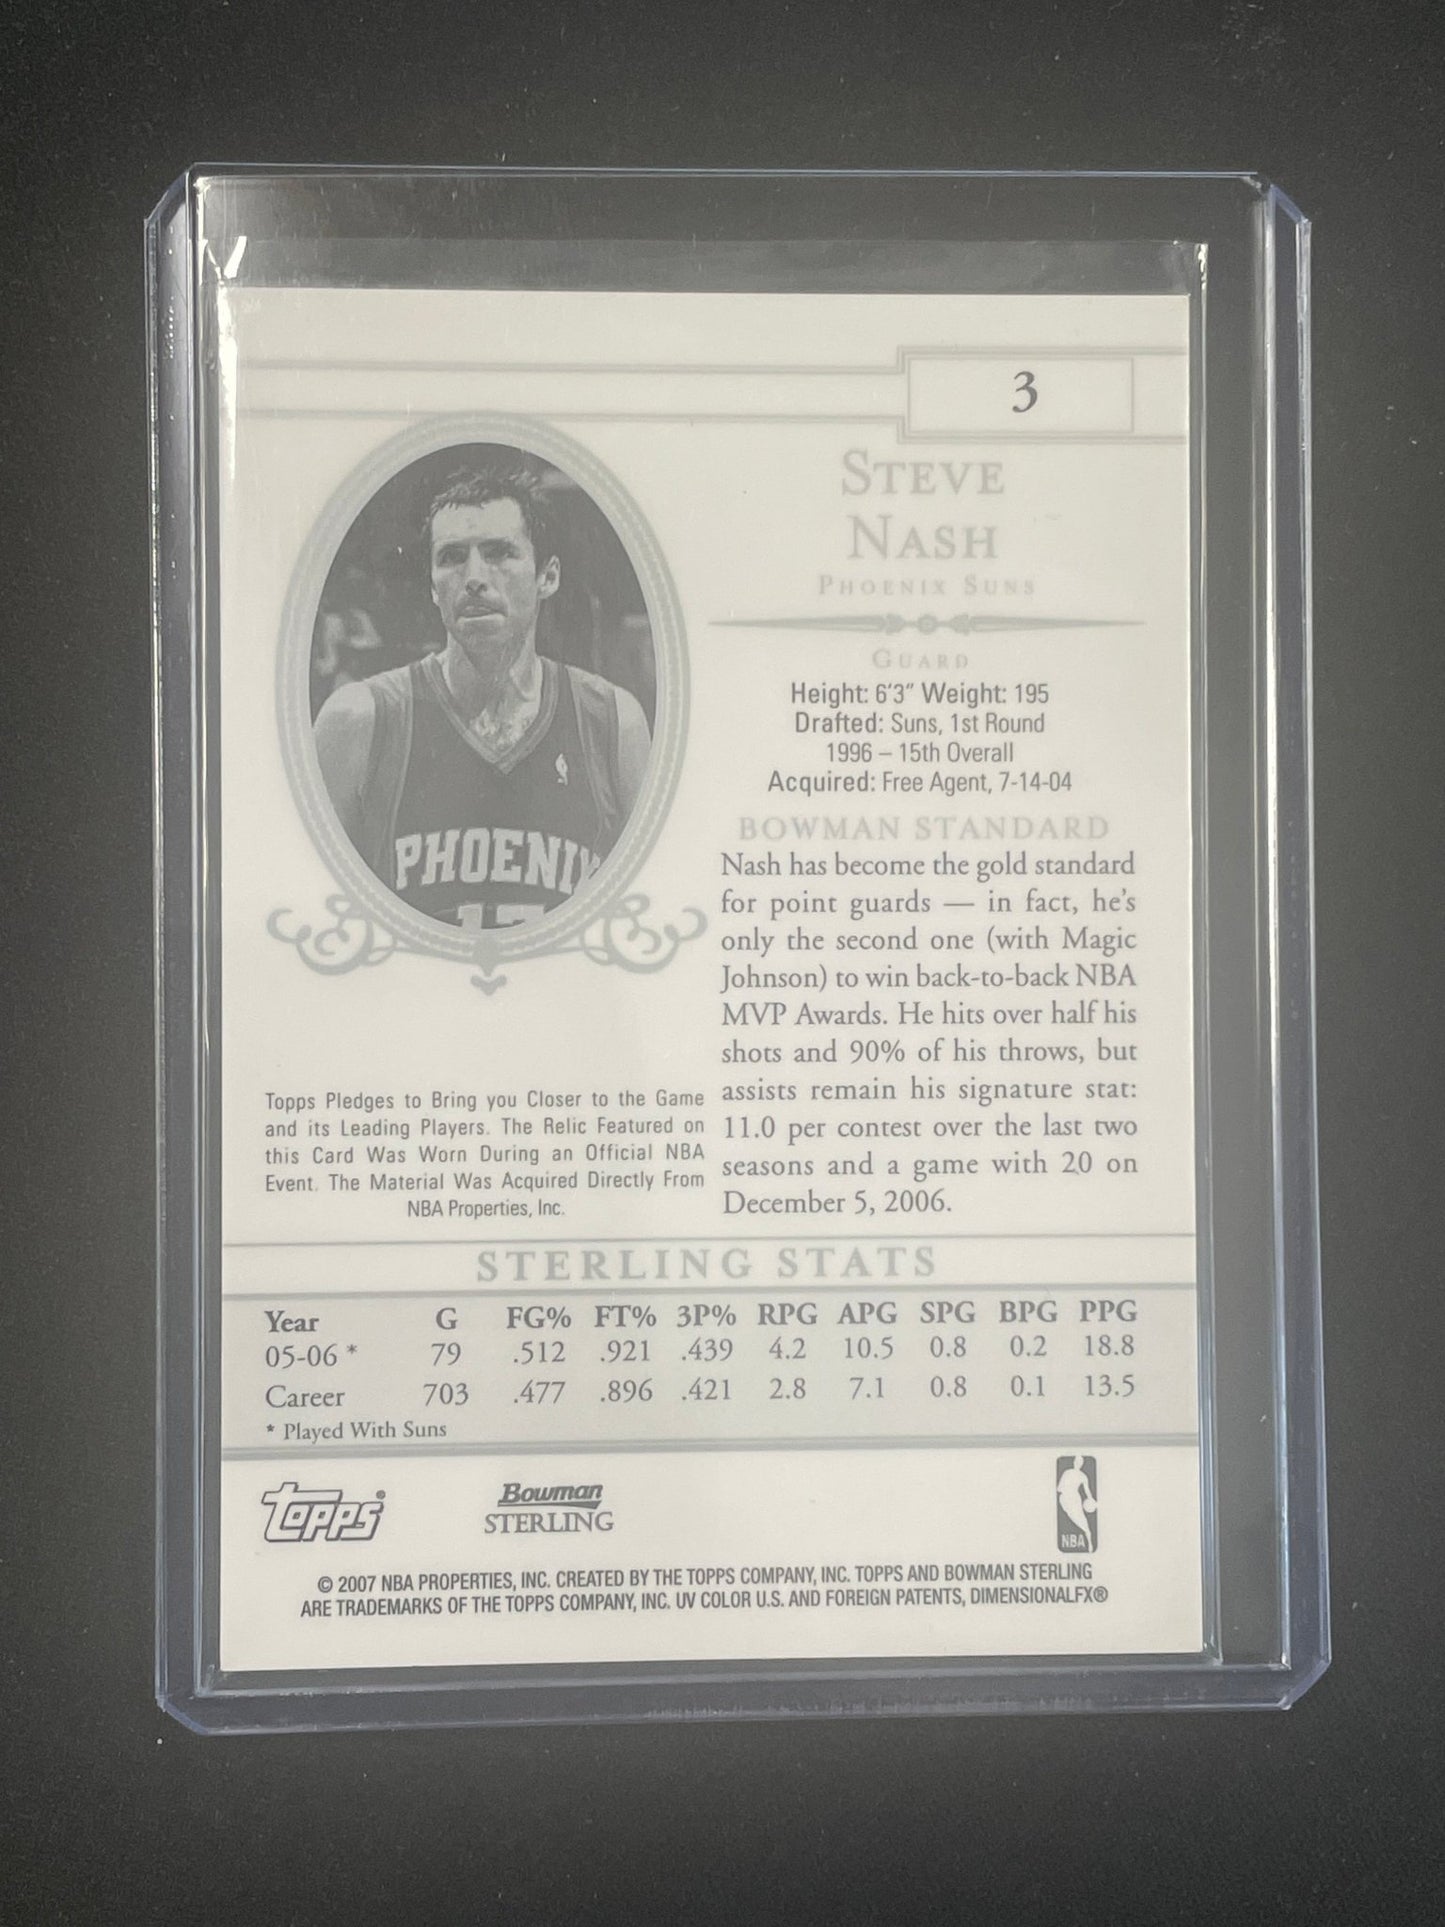 3
STEVE
NASH
PHOENIX SUNS
GUARD
Height: 6'3" Weight: 195
Drafted: Suns, 1st Round
1996 – 15th Overall
Acquired: Free Agent, 7-14-04
BOWMAN STANDARD
Nash has become the gold standard
for point guards — in fact, he's
only the second one (with Magic
Johnson) to win back-to-back NBA
MVP Awards. He hits over half his
shots and 90% of his throws, but
assists remain his signature stat:
11.0 per contest over the last two
seasons and a game with 20 on
December 5, 2006.
PHOENIX
Topps Pledges to Bring you Closer to the Game
and its Leading Players. The Relic Featured on
this Card Was Worn During an Official NBA
Event. The Material Was Acquired Directly From
NBA Properties, Inc.
STERLING STATS
Year G FG% FT% 3P% RPG APG SPG BPG PPG
05-06 * 79 .512 .921 .439 4.2 10.5 0.8 0.2 18.8
Career 703 .477 .896 .421 2.8 7.1 0.8 0.1 13.5
* Played With Suns
Topps
Bowman
STERLING
NBA
© 2007 NBA PROPERTIES, INC. CREATED BY THE TOPPS COMPANY, INC. TOPPS AND BOWMAN STERLING
ARE TRADEMARKS OF THE TOPPS COMPANY, INC. UV COLOR U.S. AND FOREIGN PATENTS, DIMENSIONALFX®